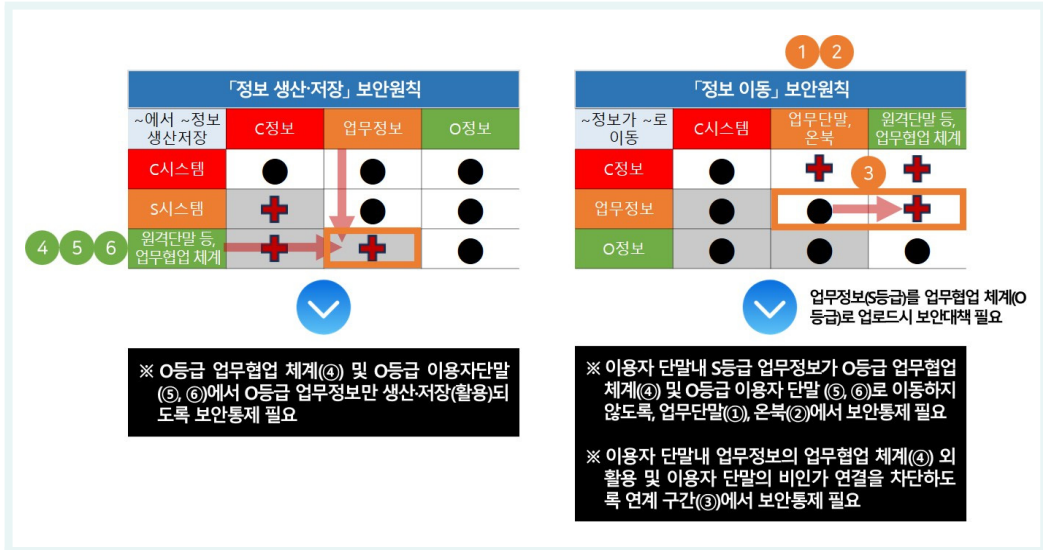 ① ②
「정보 생산·저장」 보안원칙
~에서 ~정보 생산저장
C정보
업무정보
O정보
C시스템
S시스템
④ ⑤ ⑥
원격단말 등,
업무협업 체계
「정보 이동」 보안원칙
~정보가 ~로
이동
C시스템
업무단말,
온북
원격단말 등,
업무협업 체계
C정보
③
업무정보
O정보
업무정보(S등급)를 업무협업 체계(O
등급)로 업로드시 보안대책 필요
※ O등급 업무협업 체계(④) 및 O등급 이용자단말
(⑤, ⑥)에서 O등급 업무정보만 생산·저장(활용)되
도록 보안통제 필요
※ 이용자 단말내 S등급 업무정보가 O등급 업무협업
체계(④) 및 O등급 이용자 단말 (⑤, ⑥)로 이동하지
않도록, 업무단말(①), 온북(②)에서 보안통제 필요
※ 이용자 단말내 업무정보의 업무협업 체계(④) 외
활용 및 이용자 단말의 비인가 연결을 차단하도
록 연계 구간(③)에서 보안통제 필요